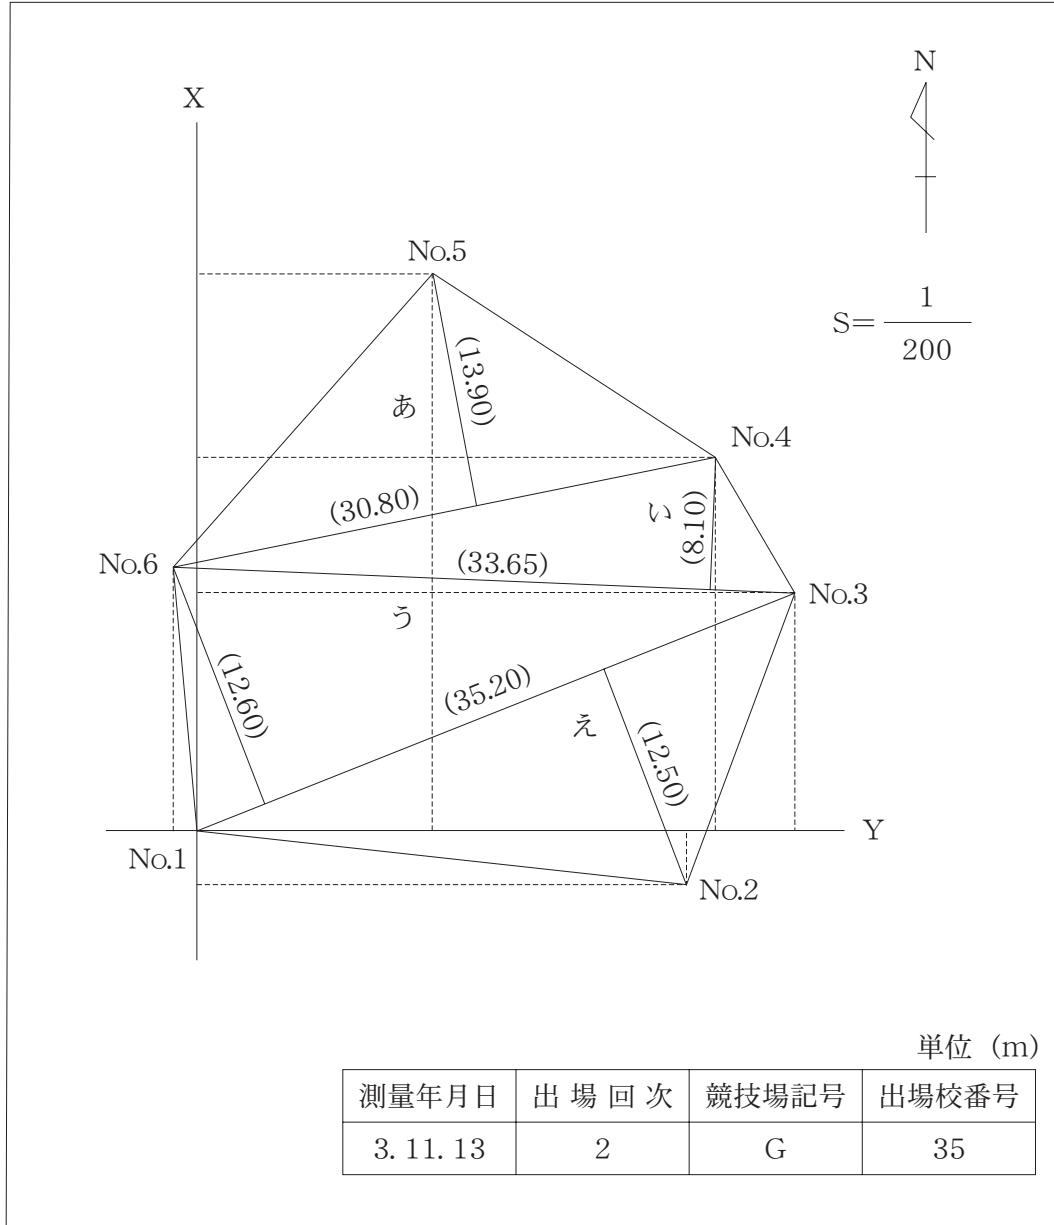 N
X
No.5
S= 1
200
(13.90)
あ
No.4
(30.80)
い
(8.10)
No.6
(33.65)
No.3
う
(12.60)
(35.20)
え
(12.50)
Y
No.1
No.2
単位 (m)
測量年月日 出場回次 競技場記号 出場校番号
3. 11. 13 2 G 35